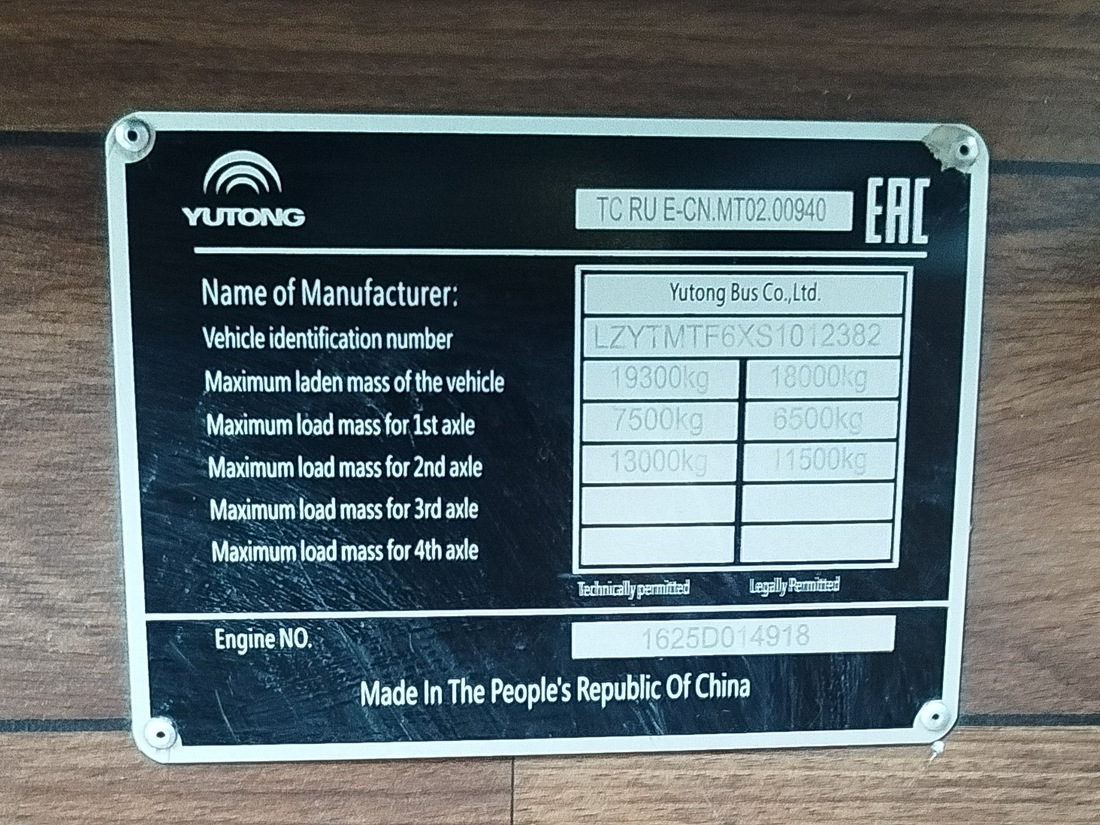 YUTONG
TC RU E-CN.MT02.00940 EAC
Name of Manufacturer: Yutong Bus Co.,Ltd.
Vehicle identification number LZYTMTF6XS1012382
Maximum laden mass of the vehicle 19300kg 18000kg
Maximum load mass for 1st axle 7500kg 6500kg
Maximum load mass for 2nd axle 13000kg 11500kg
Maximum load mass for 3rd axle
Maximum load mass for 4th axle
Technically permitted Legally Permitted
Engine NO. 1625D014918
Made In The People's Republic Of China